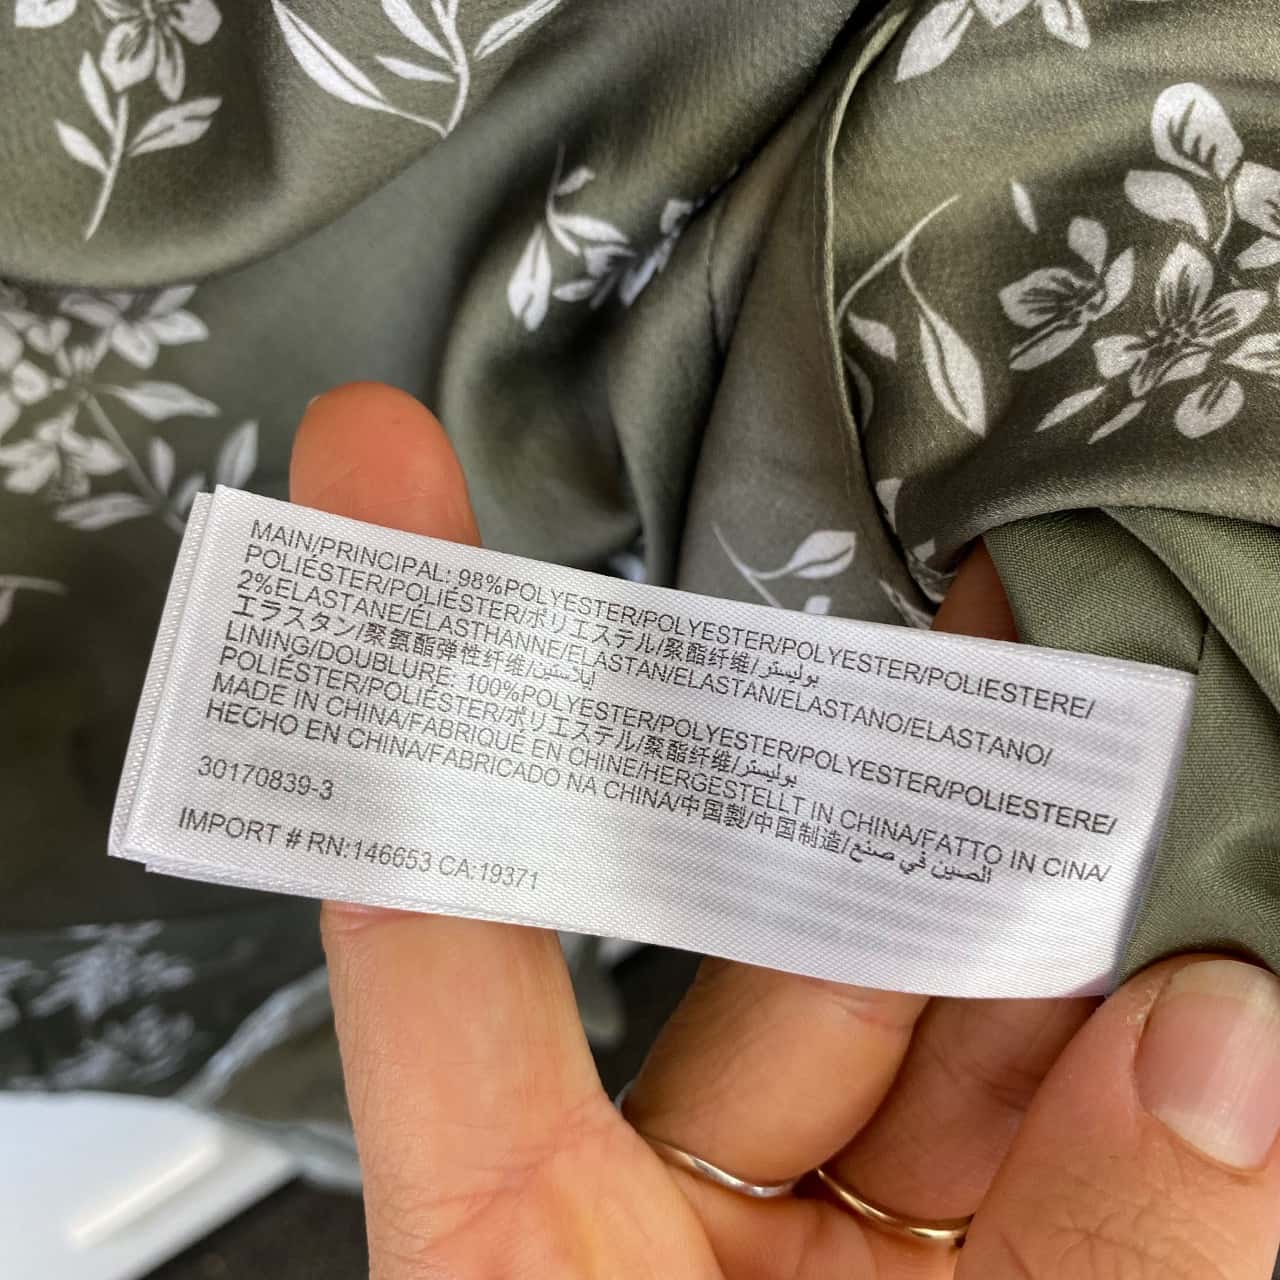 MAIN/PRINCIPAL: 98%POLYESTER/POLYESTER/POLYESTER/POLIESTERE/
POLIÉSTER/POLIÉSTER/ポリエステル/聚酯纤维/بوليستر
2%ELASTANE/ÉLASTHANNE/ELASTAN/ELASTAN/ELASTANO/ELASTANO/
エラスタン/聚氨酯弹性纤维/إيلاستين
LINING/DOUBLURE: 100%POLYESTER/POLYESTER/POLYESTER/POLIESTERE/
POLIÉSTER/POLIÉSTER/ポリエステル/聚酯纤维/بوليستر
MADE IN CHINA/FABRIQUÉ EN CHINE/HERGESTELLT IN CHINA/FATTO IN CINA/
HECHO EN CHINA/FABRICADO NA CHINA/中国製/中国制造/الصين في صنع
30170839-3
IMPORT # RN:146653 CA:19371